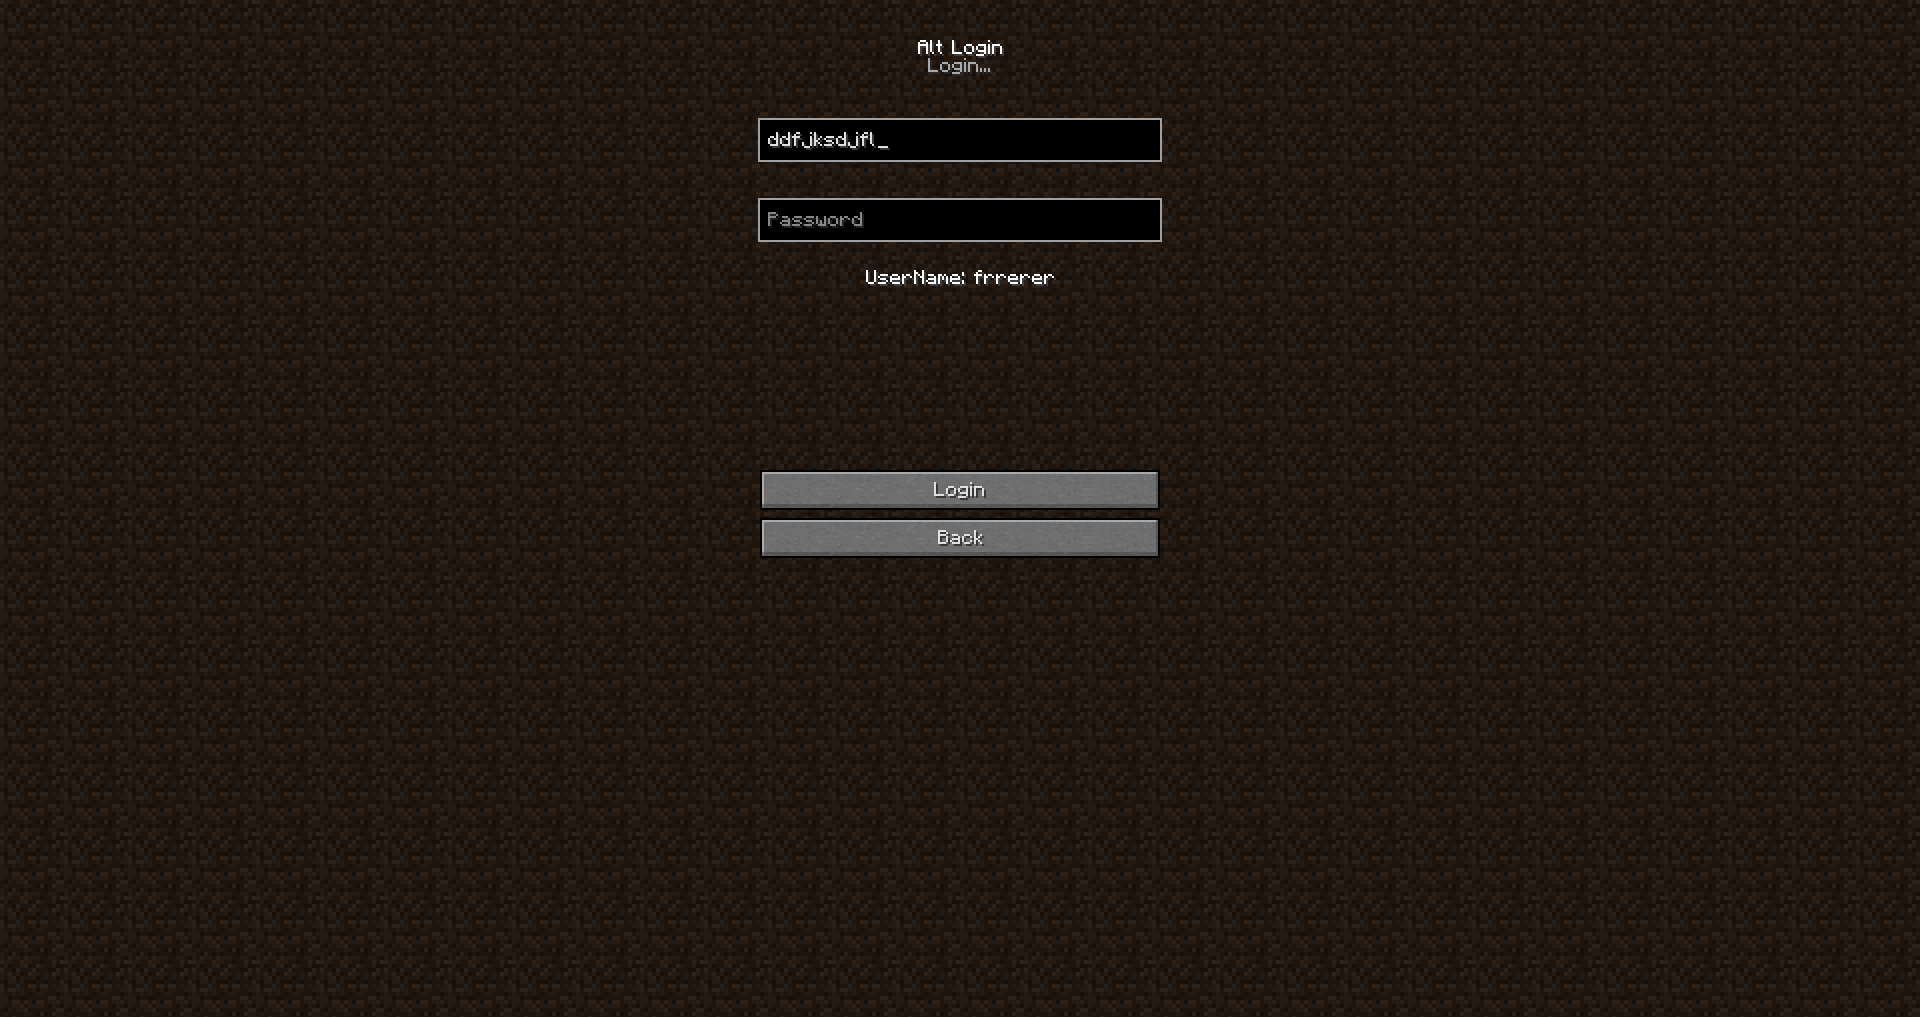 Alt Login
Login...
ddfjksdjfl_
Password
UserName: frrerer
Login
Back